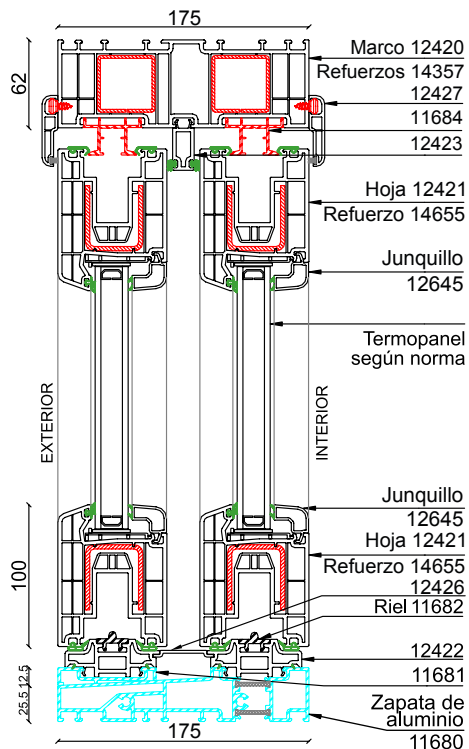 175
62
Marco 12420
Refuerzos 14357
12427
11684
12423
Hoja 12421
Refuerzo 14655
Junquillo
12645
Termopanel
según norma
EXTERIOR
INTERIOR
Junquillo
12645
100
Hoja 12421
Refuerzo 14655
12426
Riel 11682
12422
11681
12.5
25.5
Zapata de
aluminio
11680
175